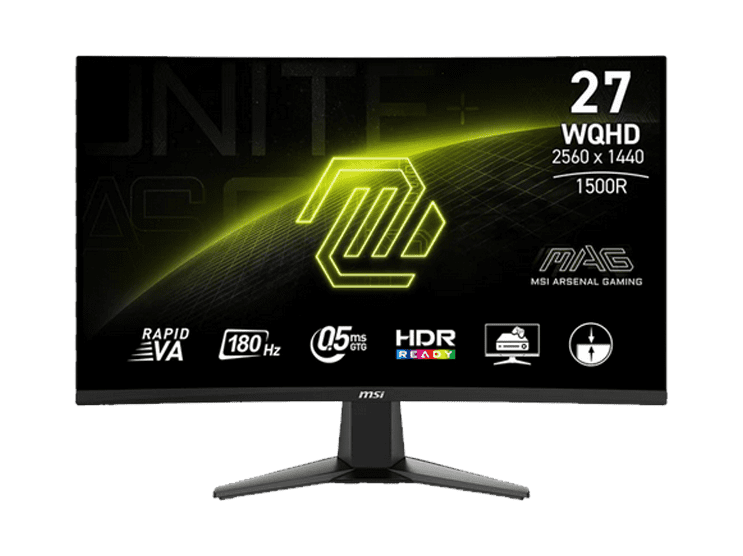 UNITE+
27
WQHD
2560 x 1440
1500R
MAG
MSI ARSENAL GAMING
RAPID
VA
180 Hz
0.5ms
GTG
HDR
READY
msi